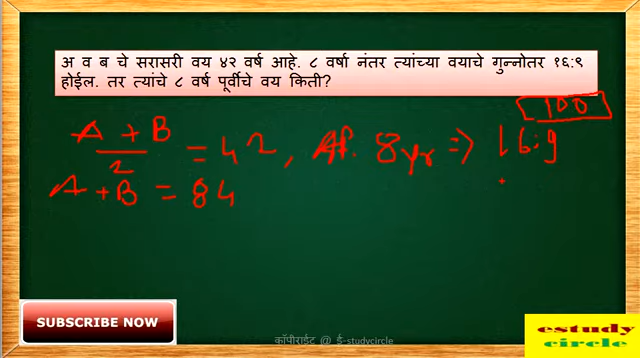 अ व ब चे सरासरी वय ४२ वर्ष आहे. ८ वर्षा नंतर त्यांच्या वयाचे गुन्नोतर १६:९
होईल. तर त्यांचे ८ वर्ष पूर्वीचे वय किती?
100
A + B / 2 = 42, Af. 8yr => 16:9
A + B = 84
SUBSCRIBE NOW
कॉपीराईट @ ई-studycircle
estudy
circle